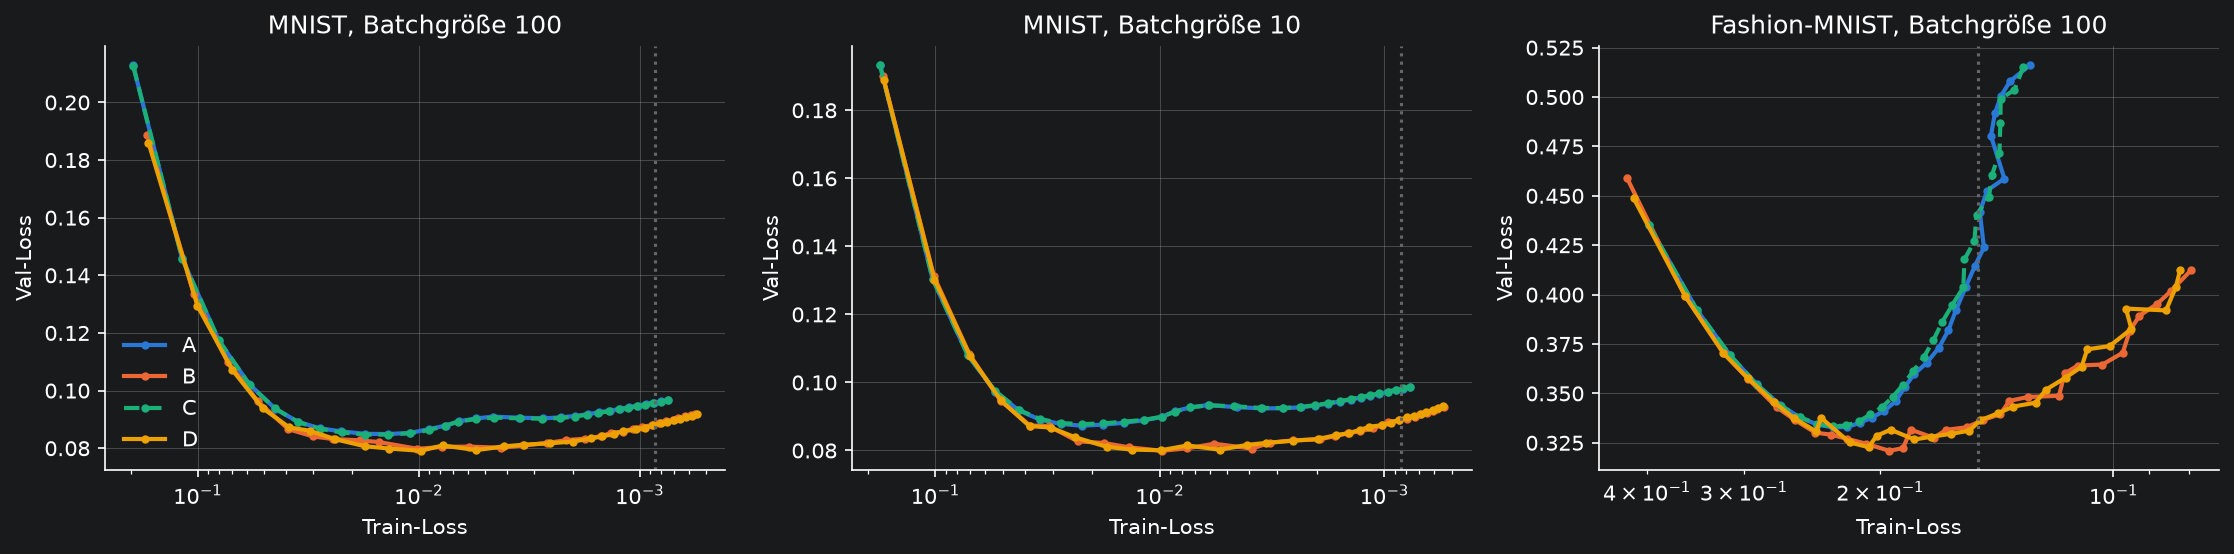 MNIST, Batchgröße 100
Val-Loss
0.20
0.18
0.16
0.14
0.12
0.10
0.08
A
B
C
D
10⁻¹
10⁻²
10⁻³
Train-Loss
MNIST, Batchgröße 10
Val-Loss
0.18
0.16
0.14
0.12
0.10
0.08
10⁻¹
10⁻²
10⁻³
Train-Loss
Fashion-MNIST, Batchgröße 100
Val-Loss
0.525
0.500
0.475
0.450
0.425
0.400
0.375
0.350
0.325
4 × 10⁻¹
3 × 10⁻¹
2 × 10⁻¹
10⁻¹
Train-Loss